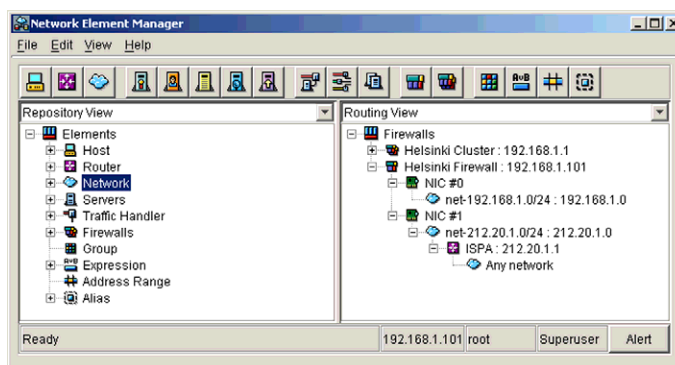 Network Element Manager
File Edit View Help
Repository View
Elements
Host
Router
Network
Servers
Traffic Handler
Firewalls
Group
Expression
Address Range
Alias
Routing View
Firewalls
Helsinki Cluster : 192.168.1.1
Helsinki Firewall : 192.168.1.101
NIC #0
net-192.168.1.0/24 : 192.168.1.0
NIC #1
net-212.20.1.0/24 : 212.20.1.0
ISPA : 212.20.1.1
Any network
Ready 192.168.1.101 root Superuser Alert